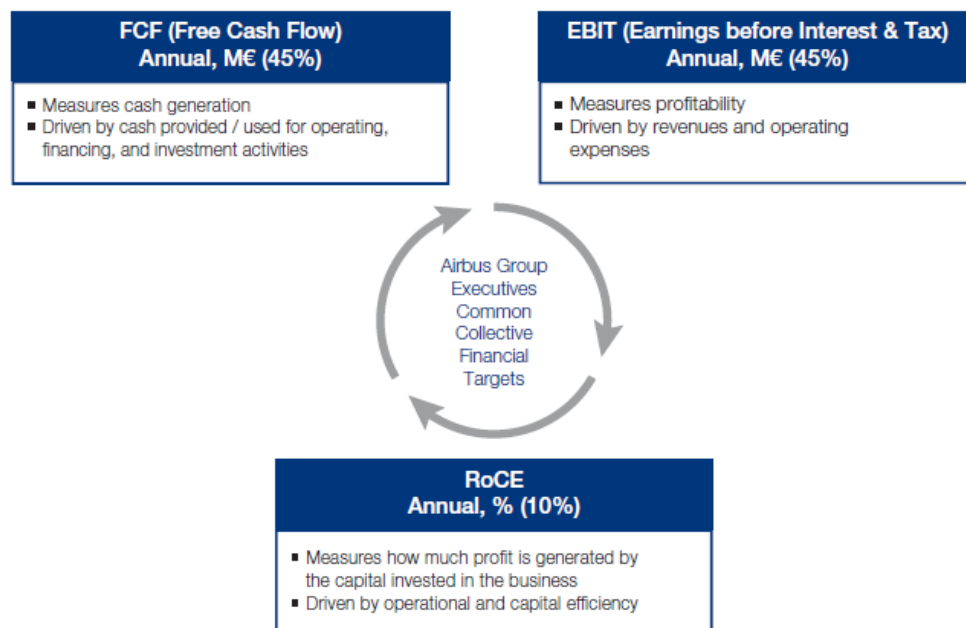 FCF (Free Cash Flow)
Annual, M€ (45%)
▪ Measures cash generation
▪ Driven by cash provided / used for operating,
financing, and investment activities
EBIT (Earnings before Interest & Tax)
Annual, M€ (45%)
▪ Measures profitability
▪ Driven by revenues and operating
expenses
Airbus Group
Executives
Common
Collective
Financial
Targets
RoCE
Annual, % (10%)
▪ Measures how much profit is generated by
the capital invested in the business
▪ Driven by operational and capital efficiency